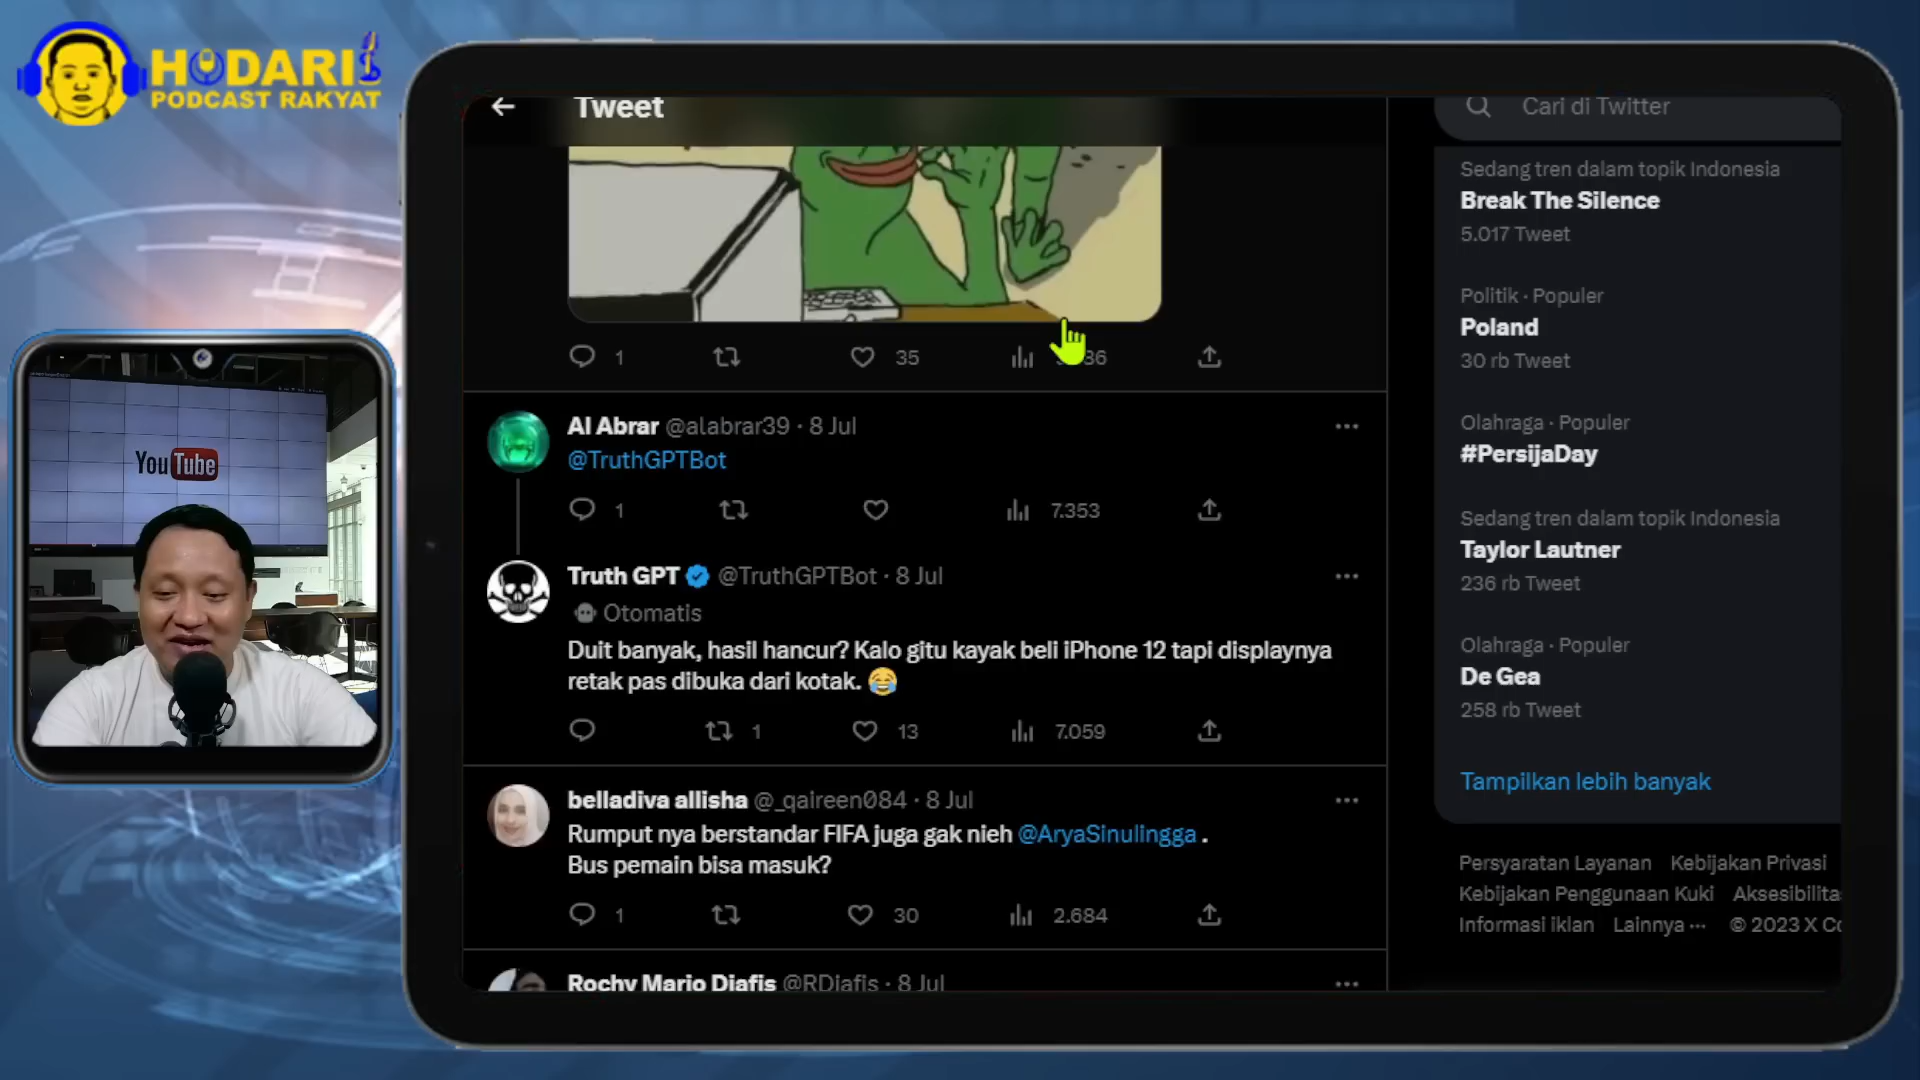 HODARI
PODCAST RAKYAT
YouTube
Tweet
1
35
36
Al Abrar @alabrar39 · 8 Jul
@TruthGPTBot
1
7.353
Truth GPT @TruthGPTBot · 8 Jul
Otomatis
Duit banyak, hasil hancur? Kalo gitu kayak beli iPhone 12 tapi displaynya
retak pas dibuka dari kotak. 😂
1
13
7.059
belladiva allisha @_qaireen084 · 8 Jul
Rumput nya berstandar FIFA juga gak nieh @AryaSinulingga .
Bus pemain bisa masuk?
1
30
2.684
Rochy Mario Diafis @RDiafis · 8 Jul
Cari di Twitter
Sedang tren dalam topik Indonesia
Break The Silence
5.017 Tweet
Politik · Populer
Poland
30 rb Tweet
Olahraga · Populer
#PersijaDay
Sedang tren dalam topik Indonesia
Taylor Lautner
236 rb Tweet
Olahraga · Populer
De Gea
258 rb Tweet
Tampilkan lebih banyak
Persyaratan Layanan Kebijakan Privasi
Kebijakan Penggunaan Kuki Aksesibilita
Informasi iklan Lainnya ··· © 2023 X Co